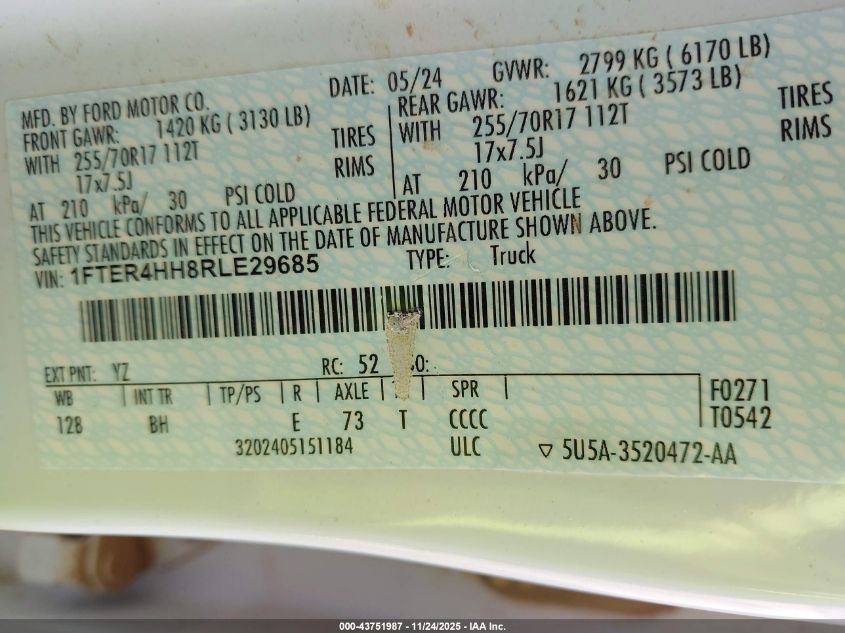 MFD. BY FORD MOTOR CO. DATE: 05/24 GVWR: 2799 KG ( 6170 LB)
FRONT GAWR: 1420 KG ( 3130 LB) REAR GAWR: 1621 KG ( 3573 LB)
WITH 255/70R17 112T TIRES WITH 255/70R17 112T TIRES
17x7.5J RIMS 17x7.5J RIMS
AT 210 kPa/ 30 PSI COLD AT 210 kPa/ 30 PSI COLD
THIS VEHICLE CONFORMS TO ALL APPLICABLE FEDERAL MOTOR VEHICLE
SAFETY STANDARDS IN EFFECT ON THE DATE OF MANUFACTURE SHOWN ABOVE.
VIN: 1FTER4HH8RLE29685 TYPE: Truck
EXT PNT: YZ RC: 52
WB INT TR TP/PS R AXLE SPR F0271
128 BH E 73 T CCCC T0542
3202405151184 ULC ▽ 5U5A-3520472-AA
000-43751987 - 11/24/2025 - IAA Inc.